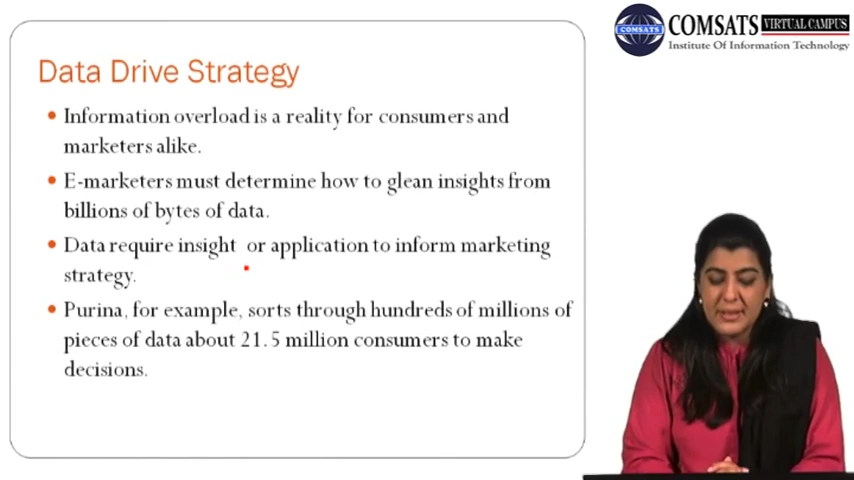 COMSATS VIRTUAL CAMPUS
COMSATS
Institute Of Information Technology
Data Drive Strategy
Information overload is a reality for consumers and
marketers alike.
E-marketers must determine how to glean insights from
billions of bytes of data.
Data require insight or application to inform marketing
strategy.
Purina, for example, sorts through hundreds of millions of
pieces of data about 21.5 million consumers to make
decisions.